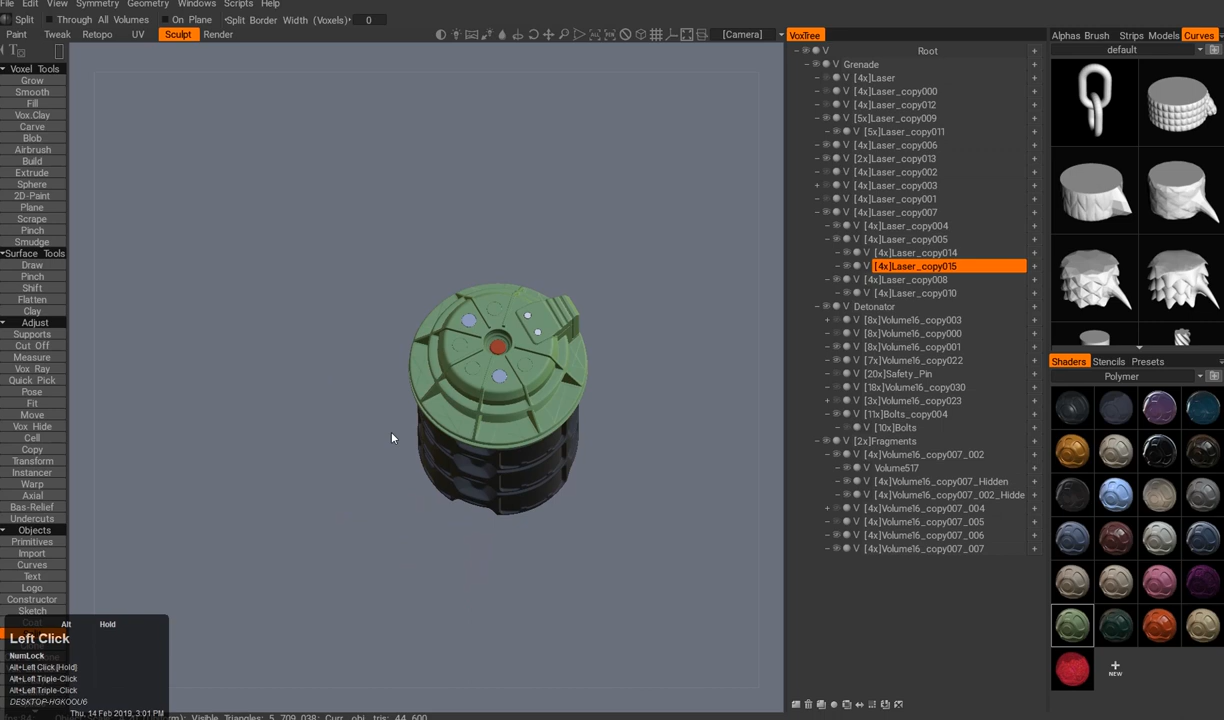 File Edit View Symmetry Geometry Windows Scripts Help
Split Through All Volumes On Plane Split Border Width (Voxels) 0
Paint Tweak Retopo UV Sculpt Render [Camera] VoxTree Alphas Brush Strips Models Curves
Voxel Tools
Grow
Smooth
Fill
Vox.Clay
Carve
Blob
Airbrush
Build
Extrude
Sphere
2D-Paint
Plane
Scrape
Pinch
Smudge
Surface Tools
Draw
Pinch
Shift
Flatten
Clay
Adjust
Supports
Cut Off
Measure
Vox Ray
Quick Pick
Pose
Fit
Move
Vox Hide
Cell
Copy
Transform
Instancer
Warp
Axial
Bas-Relief
Undercuts
Objects
Primitives
Import
Curves
Text
Logo
Constructor
Sketch
Alt Hold
Left Click
NumLock
Alt+Left Click [Hold]
Alt+Left Triple-Click
Alt+Left Triple-Click
DESKTOP-HGKOOU6
Thu, 14 Feb 2019, 3:01 PM
Visible Triangles: 5 709 038; Curr. obj. tris: 44 600
V Root +
V Grenade +
V [4x]Laser +
V [4x]Laser_copy000 +
V [4x]Laser_copy012 +
V [5x]Laser_copy009 +
V [5x]Laser_copy011 +
V [4x]Laser_copy006 +
V [2x]Laser_copy013 +
V [4x]Laser_copy002 +
V [4x]Laser_copy003 +
V [4x]Laser_copy001 +
V [4x]Laser_copy007 +
V [4x]Laser_copy004 +
V [4x]Laser_copy005 +
V [4x]Laser_copy014 +
V [4x]Laser_copy015 +
V [4x]Laser_copy008 +
V [4x]Laser_copy010 +
V Detonator +
V [8x]Volume16_copy003 +
V [8x]Volume16_copy000 +
V [8x]Volume16_copy001 +
V [7x]Volume16_copy022 +
V [20x]Safety_Pin +
V [18x]Volume16_copy030 +
V [3x]Volume16_copy023 +
V [11x]Bolts_copy004 +
V [10x]Bolts +
V [2x]Fragments +
V [4x]Volume16_copy007_002 +
V Volume517 +
V [4x]Volume16_copy007_Hidden +
V [4x]Volume16_copy007_002_Hidde +
V [4x]Volume16_copy007_004 +
V [4x]Volume16_copy007_005 +
V [4x]Volume16_copy007_006 +
V [4x]Volume16_copy007_007 +
default
Shaders Stencils Presets
Polymer
+
NEW